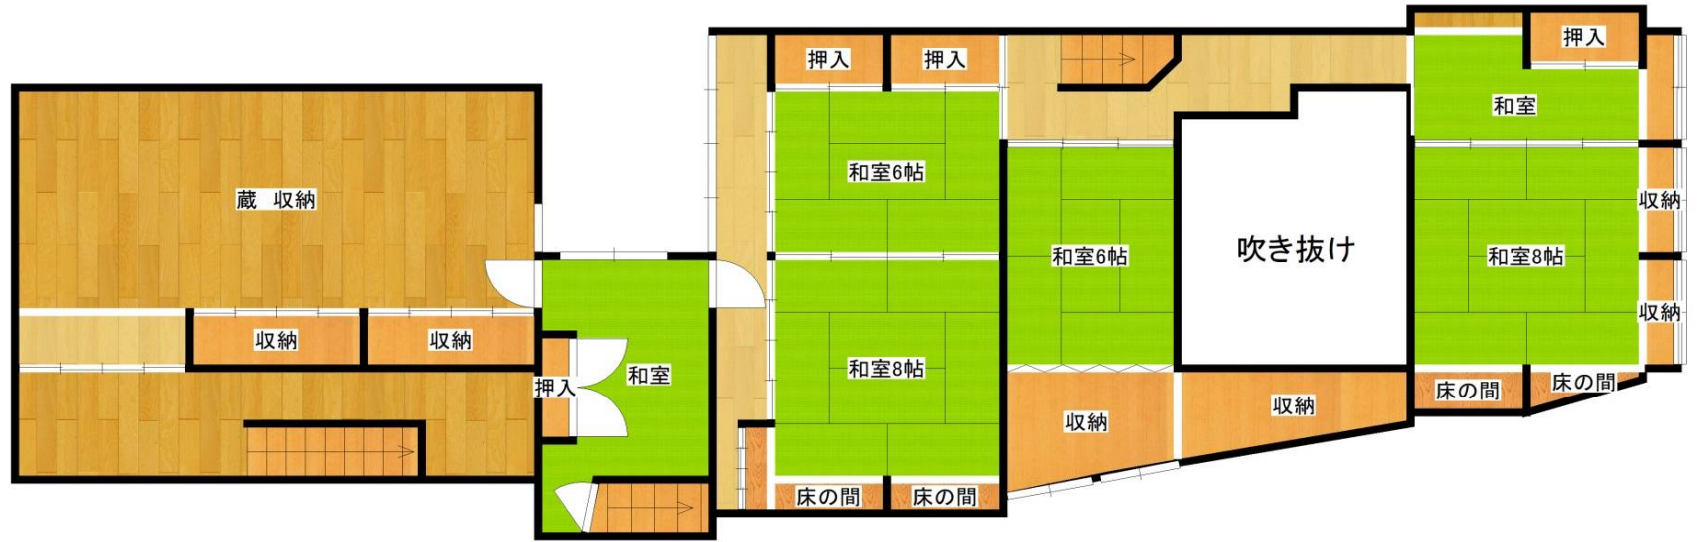 押入
押入
押入
和室
和室6帖
蔵 収納
収納
和室6帖
吹き抜け
和室8帖
収納
収納
収納
和室8帖
和室
押入
床の間
床の間
収納
収納
床の間
床の間